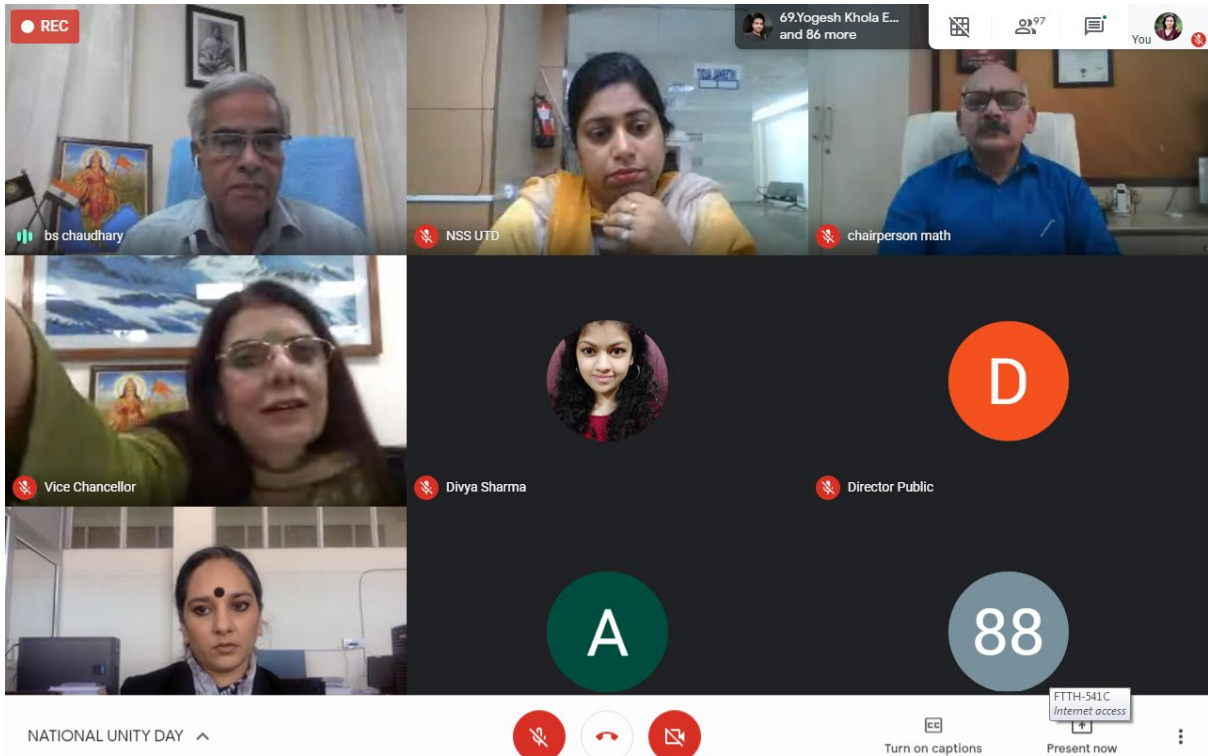 REC
69.Yogesh Khola E...
and 86 more
97
You
bs chaudhary
NSS UTD
chairperson math
Vice Chancellor
Divya Sharma
D
Director Public
A
88
FTTH-541C
Internet access
NATIONAL UNITY DAY
CC
Turn on captions
Present now